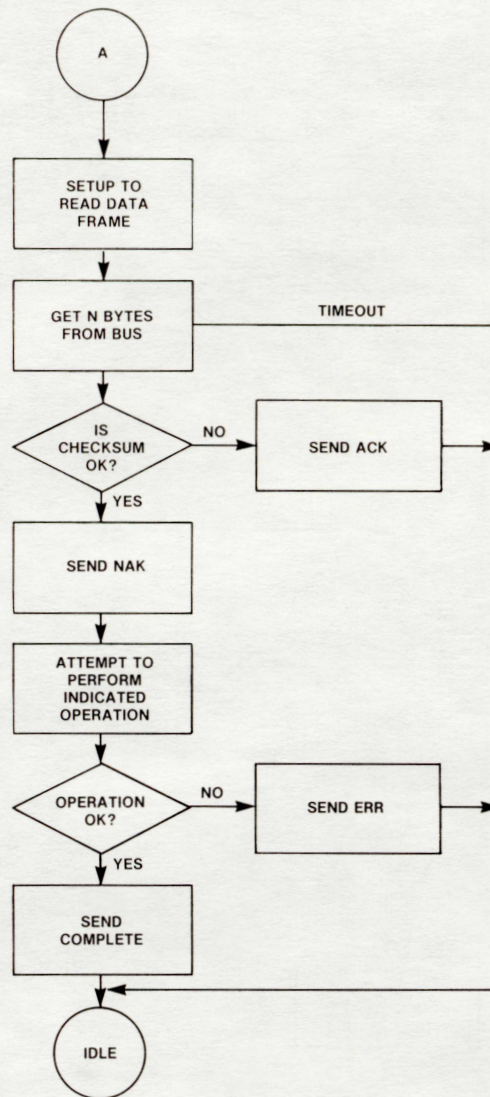 A
SETUP TO
READ DATA
FRAME
GET N BYTES
FROM BUS
TIMEOUT
IS
CHECKSUM
OK?
NO
SEND ACK
YES
SEND NAK
ATTEMPT TO
PERFORM
INDICATED
OPERATION
OPERATION
OK?
NO
SEND ERR
YES
SEND
COMPLETE
IDLE